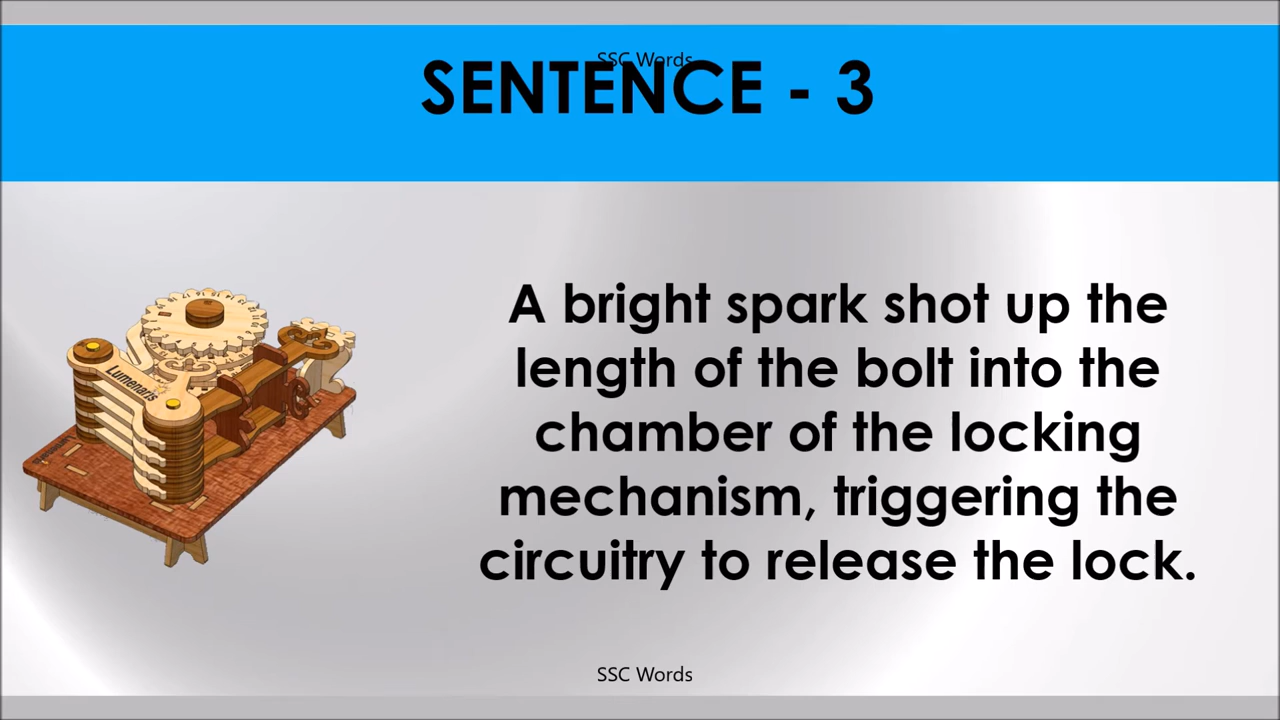 SSC Words
SENTENCE - 3
A bright spark shot up the
length of the bolt into the
chamber of the locking
mechanism, triggering the
circuitry to release the lock.
Lumenaris
SSC Words